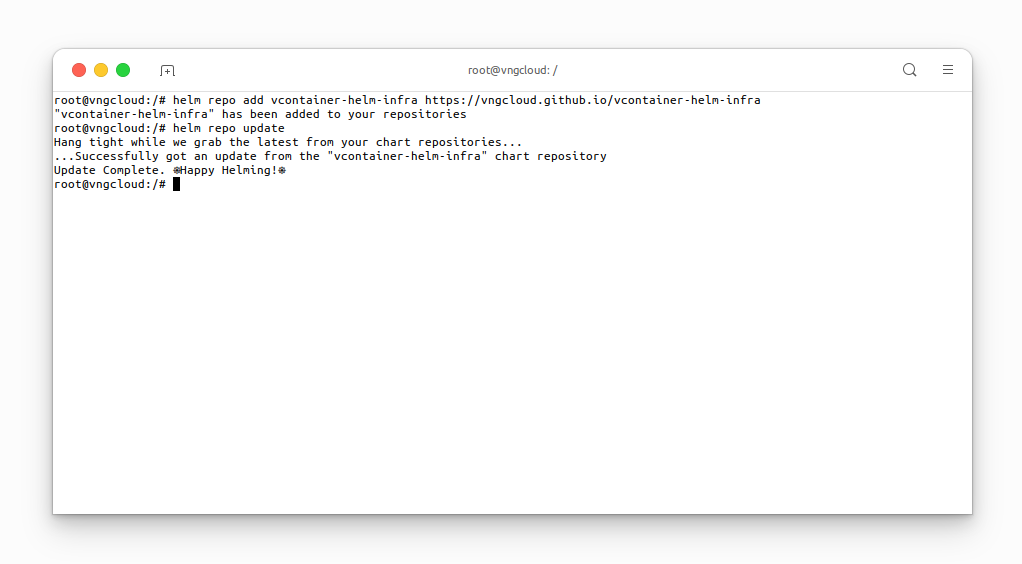 root@vngcloud: /
root@vngcloud:/# helm repo add vcontainer-helm-infra https://vngcloud.github.io/vcontainer-helm-infra
"vcontainer-helm-infra" has been added to your repositories
root@vngcloud:/# helm repo update
Hang tight while we grab the latest from your chart repositories...
...Successfully got an update from the "vcontainer-helm-infra" chart repository
Update Complete. ⎈Happy Helming!⎈
root@vngcloud:/#